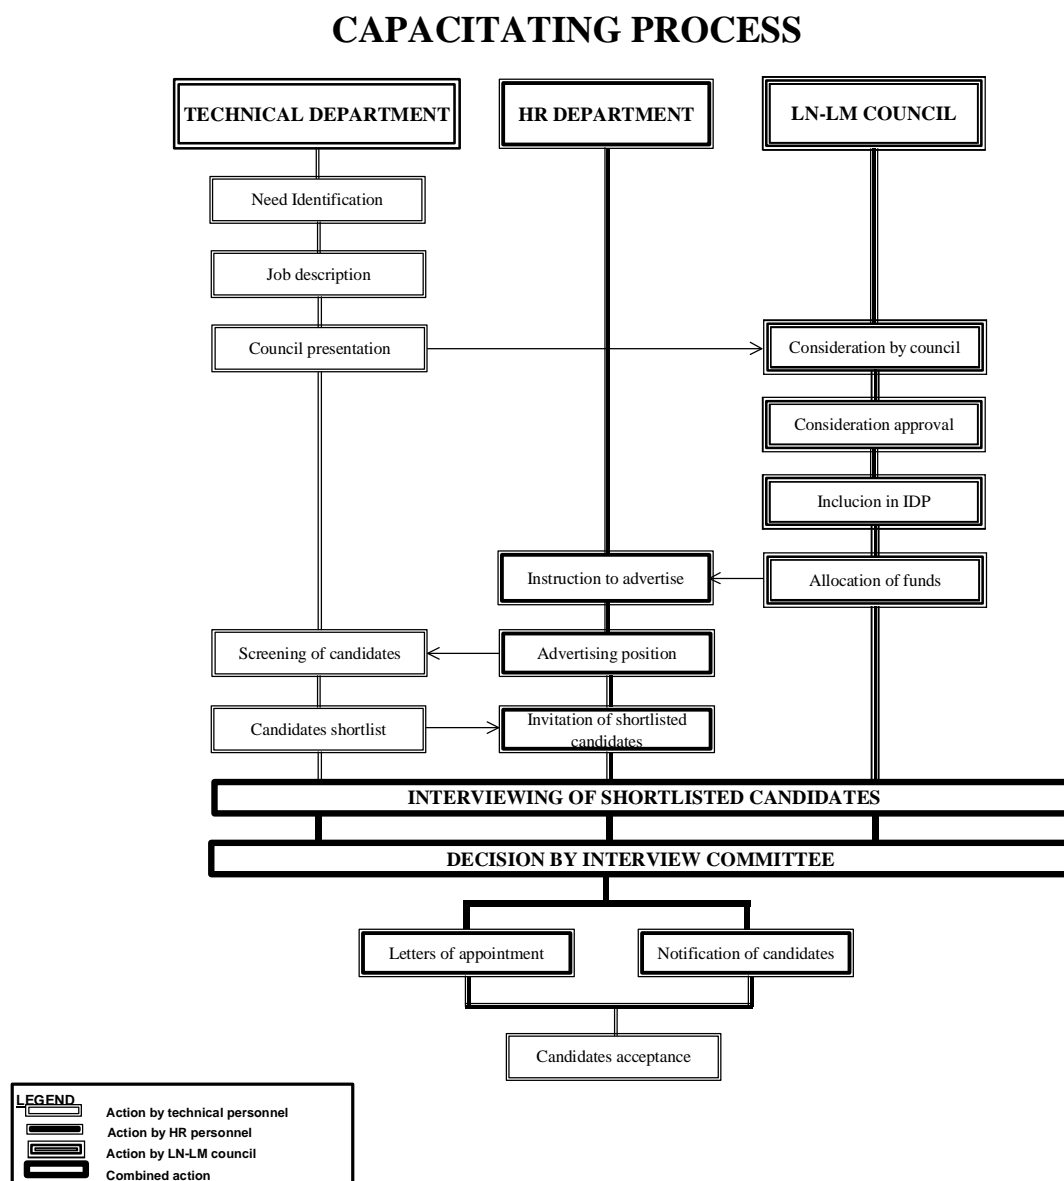 CAPACITATING PROCESS
TECHNICAL DEPARTMENT
HR DEPARTMENT
LN-LM COUNCIL
Need Identification
Job description
Council presentation
Consideration by council
Consideration approval
Inclucion in IDP
Instruction to advertise
Allocation of funds
Screening of candidates
Advertising position
Candidates shortlist
Invitation of shortlisted
candidates
INTERVIEWING OF SHORTLISTED CANDIDATES
DECISION BY INTERVIEW COMMITTEE
Letters of appointment
Notification of candidates
Candidates acceptance
LEGEND
Action by technical personnel
Action by HR personnel
Action by LN-LM council
Combined action